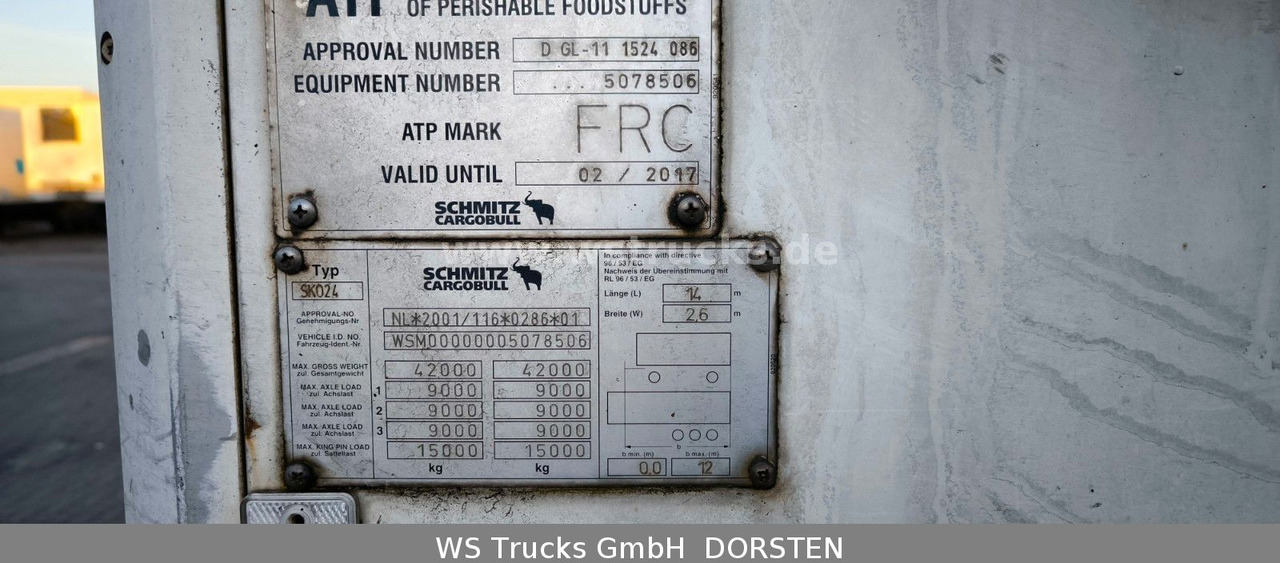 ATP OF PERISHABLE FOODSTUFFS
APPROVAL NUMBER D GL-11 1524 086
EQUIPMENT NUMBER ... 5078506
ATP MARK FRC
VALID UNTIL 02 / 2017
SCHMITZ
CARGOBULL
www.ws-trucks.de
Typ
SKO24
SCHMITZ
CARGOBULL
APPROVAL-NO
Genehmigungs-Nr
NL*2001/116*0286*01
VEHICLE I.D. NO.
Fahrzeug-Ident.-Nr.
WSM00000005078506
MAX. GROSS WEIGHT
zul. Gesamtgewicht
42000 42000
MAX. AXLE LOAD
zul. Achslast
1 9000 9000
MAX. AXLE LOAD
zul. Achslast
2 9000 9000
MAX. AXLE LOAD
zul. Achslast
3 9000 9000
MAX. KING PIN LOAD
zul. Sattellast
15000 15000
kg kg
In compliance with directive
96 / 53 / EG
Nachweis der Übereinstimmung mit
RL 96 / 53 / EG
Länge (L) 14 m
Breite (W) 2,6 m
c
b
b min. (m) b max. (m)
0,0 12
WS Trucks GmbH DORSTEN